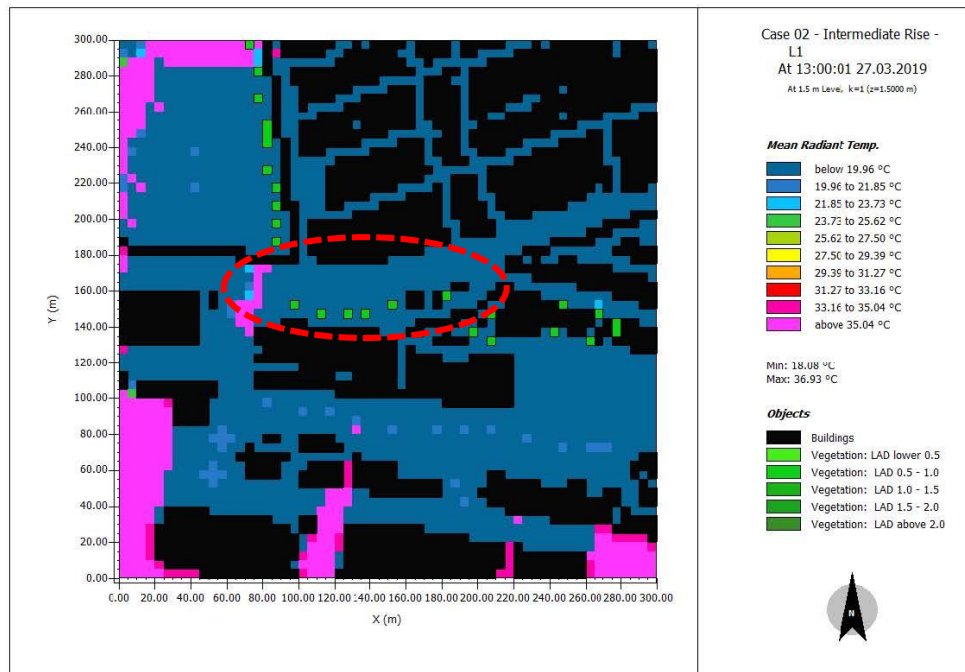 Case 02 - Intermediate Rise -
L1
At 13:00:01 27.03.2019
At 1.5 m Level, k=1 (z=1.5000 m)
Mean Radiant Temp.
below 19.96 °C
19.96 to 21.85 °C
21.85 to 23.73 °C
23.73 to 25.62 °C
25.62 to 27.50 °C
27.50 to 29.39 °C
29.39 to 31.27 °C
31.27 to 33.16 °C
33.16 to 35.04 °C
above 35.04 °C
Min: 18.08 °C
Max: 36.93 °C
Objects
Buildings
Vegetation: LAD lower 0.5
Vegetation: LAD 0.5 - 1.0
Vegetation: LAD 1.0 - 1.5
Vegetation: LAD 1.5 - 2.0
Vegetation: LAD above 2.0
N
300.00
280.00
260.00
240.00
220.00
200.00
180.00
160.00
140.00
120.00
100.00
80.00
60.00
40.00
20.00
0.00
Y (m)
0.00 20.00 40.00 60.00 80.00 100.00 120.00 140.00 160.00 180.00 200.00 220.00 240.00 260.00 280.00 300.00
X (m)